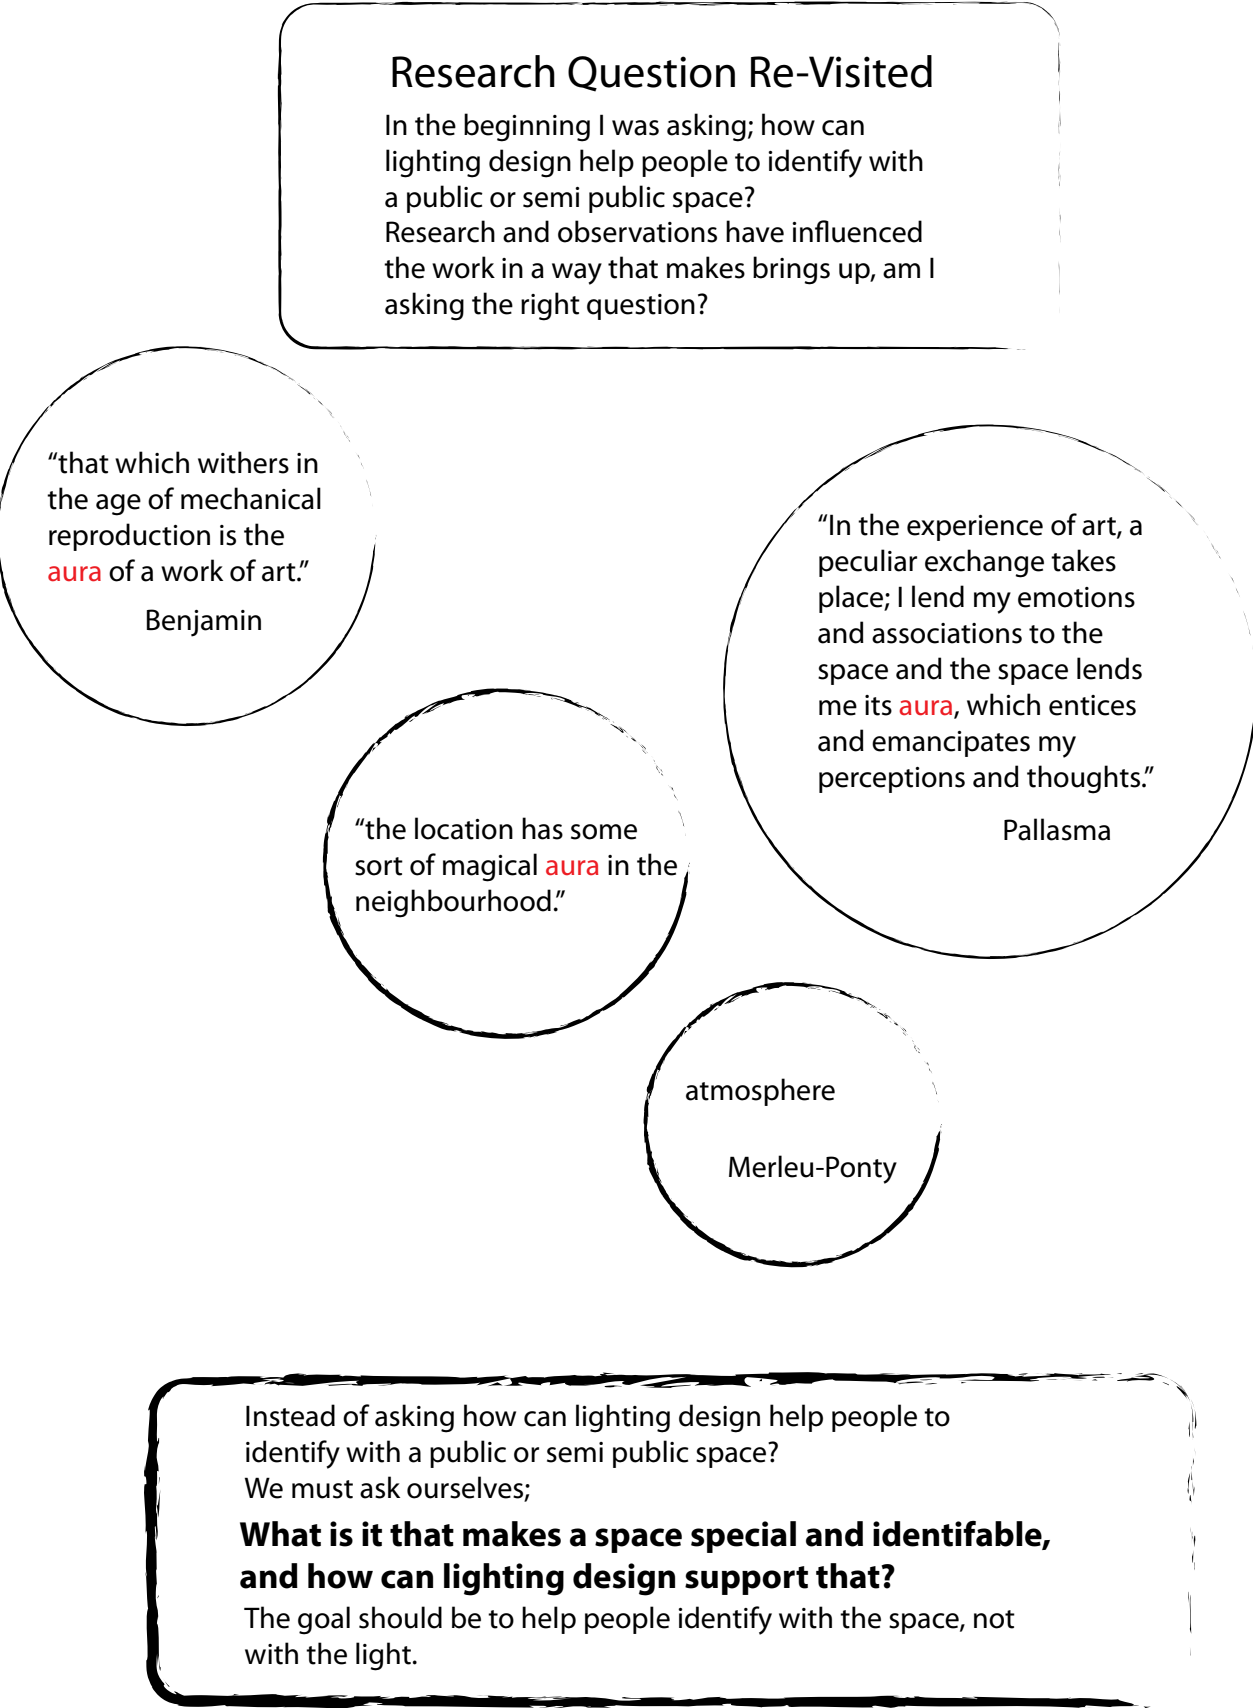 Research Question Re-Visited
In the beginning I was asking; how can
lighting design help people to identify with
a public or semi public space?
Research and observations have influenced
the work in a way that makes brings up, am I
asking the right question?
“that which withers in
the age of mechanical
reproduction is the
aura of a work of art.”
Benjamin
“In the experience of art, a
peculiar exchange takes
place; I lend my emotions
and associations to the
space and the space lends
me its aura, which entices
and emancipates my
perceptions and thoughts.”
Pallasma
“the location has some
sort of magical aura in the
neighbourhood.”
atmosphere
Merleu-Ponty
Instead of asking how can lighting design help people to
identify with a public or semi public space?
We must ask ourselves;
What is it that makes a space special and identifable,
and how can lighting design support that?
The goal should be to help people identify with the space, not
with the light.